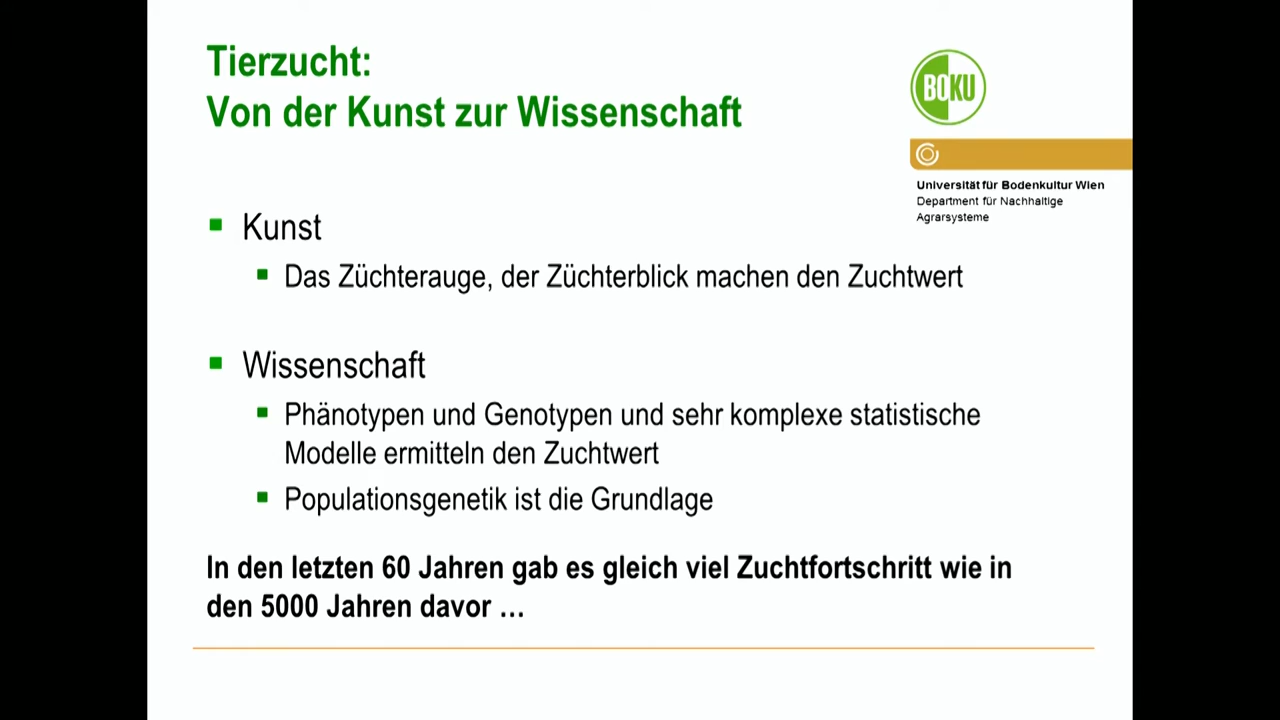 Tierzucht:
Von der Kunst zur Wissenschaft
BOKU
Universität für Bodenkultur Wien
Department für Nachhaltige
Agrarsysteme
Kunst
Das Züchterauge, der Züchterblick machen den Zuchtwert
Wissenschaft
Phänotypen und Genotypen und sehr komplexe statistische
Modelle ermitteln den Zuchtwert
Populationsgenetik ist die Grundlage
In den letzten 60 Jahren gab es gleich viel Zuchtfortschritt wie in
den 5000 Jahren davor …